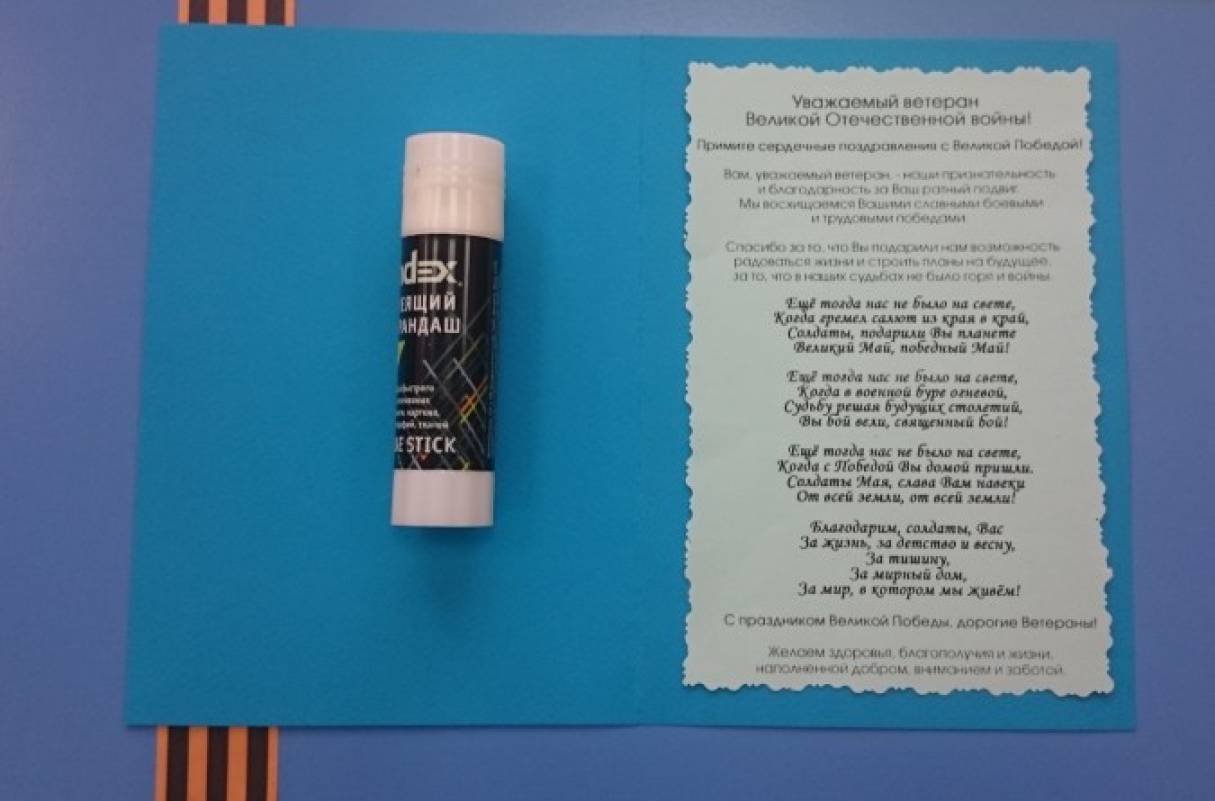 dex
ЕЯЩИЙ
АНДАШ
картона,
тканей
E STICK
Уважаемый ветеран
Великой Отечественной войны!
Примите сердечные поздравления с Великой Победой!
Вам, уважаемый ветеран, - наши признательность
и благодарность за Ваш ратный подвиг.
Мы восхищаемся Вашими славными боевыми
и трудовыми победами.
Спасибо за то, что Вы подарили нам возможность
радоваться жизни и строить планы на будущее,
за то, что в наших судьбах не было горя и войны.
Ещё тогда нас не было на свете,
Когда гремел салют из края в край,
Солдаты, подарили Вы планете
Великий Май, победный Май!
Ещё тогда нас не было на свете,
Когда в военной буре огневой,
Судьбу решая будущих столетий,
Вы бой вели, священный бой!
Ещё тогда нас не было на свете,
Когда с Победой Вы домой пришли.
Солдаты Мая, слава Вам навеки
От всей земли, от всей земли!
Благодарим, солдаты, Вас
За жизнь, за детство и весну,
За тишину,
За мирный дом,
За мир, в котором мы живём!
С праздником Великой Победы, дорогие Ветераны!
Желаем здоровья, благополучия и жизни,
наполненной добром, вниманием и заботой.